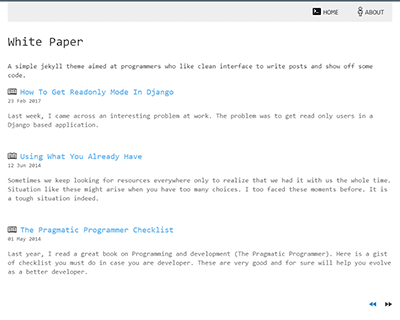 HOME ABOUT
White Paper
A simple jekyll theme aimed at programmers who like clean interface to write posts and show off some
code.
How To Get Readonly Mode In Django
23 Feb 2017
Last week, I came across an interesting problem at work. The problem was to get read only users in a
Django based application.
Using What You Already Have
12 Jun 2014
Sometimes we keep looking for resources everywhere only to realize that we had it with us the whole time.
Situation like these might arise when you have too many choices. I too faced these moments before. It is
a tough situation indeed.
The Pragmatic Programmer Checklist
01 May 2014
Last year, I read a great book on Programming and development (The Pragmatic Programmer). Here is a gist
of checklist you must do in case you are developer. These are very good and for sure will help you evolve
as a better developer.